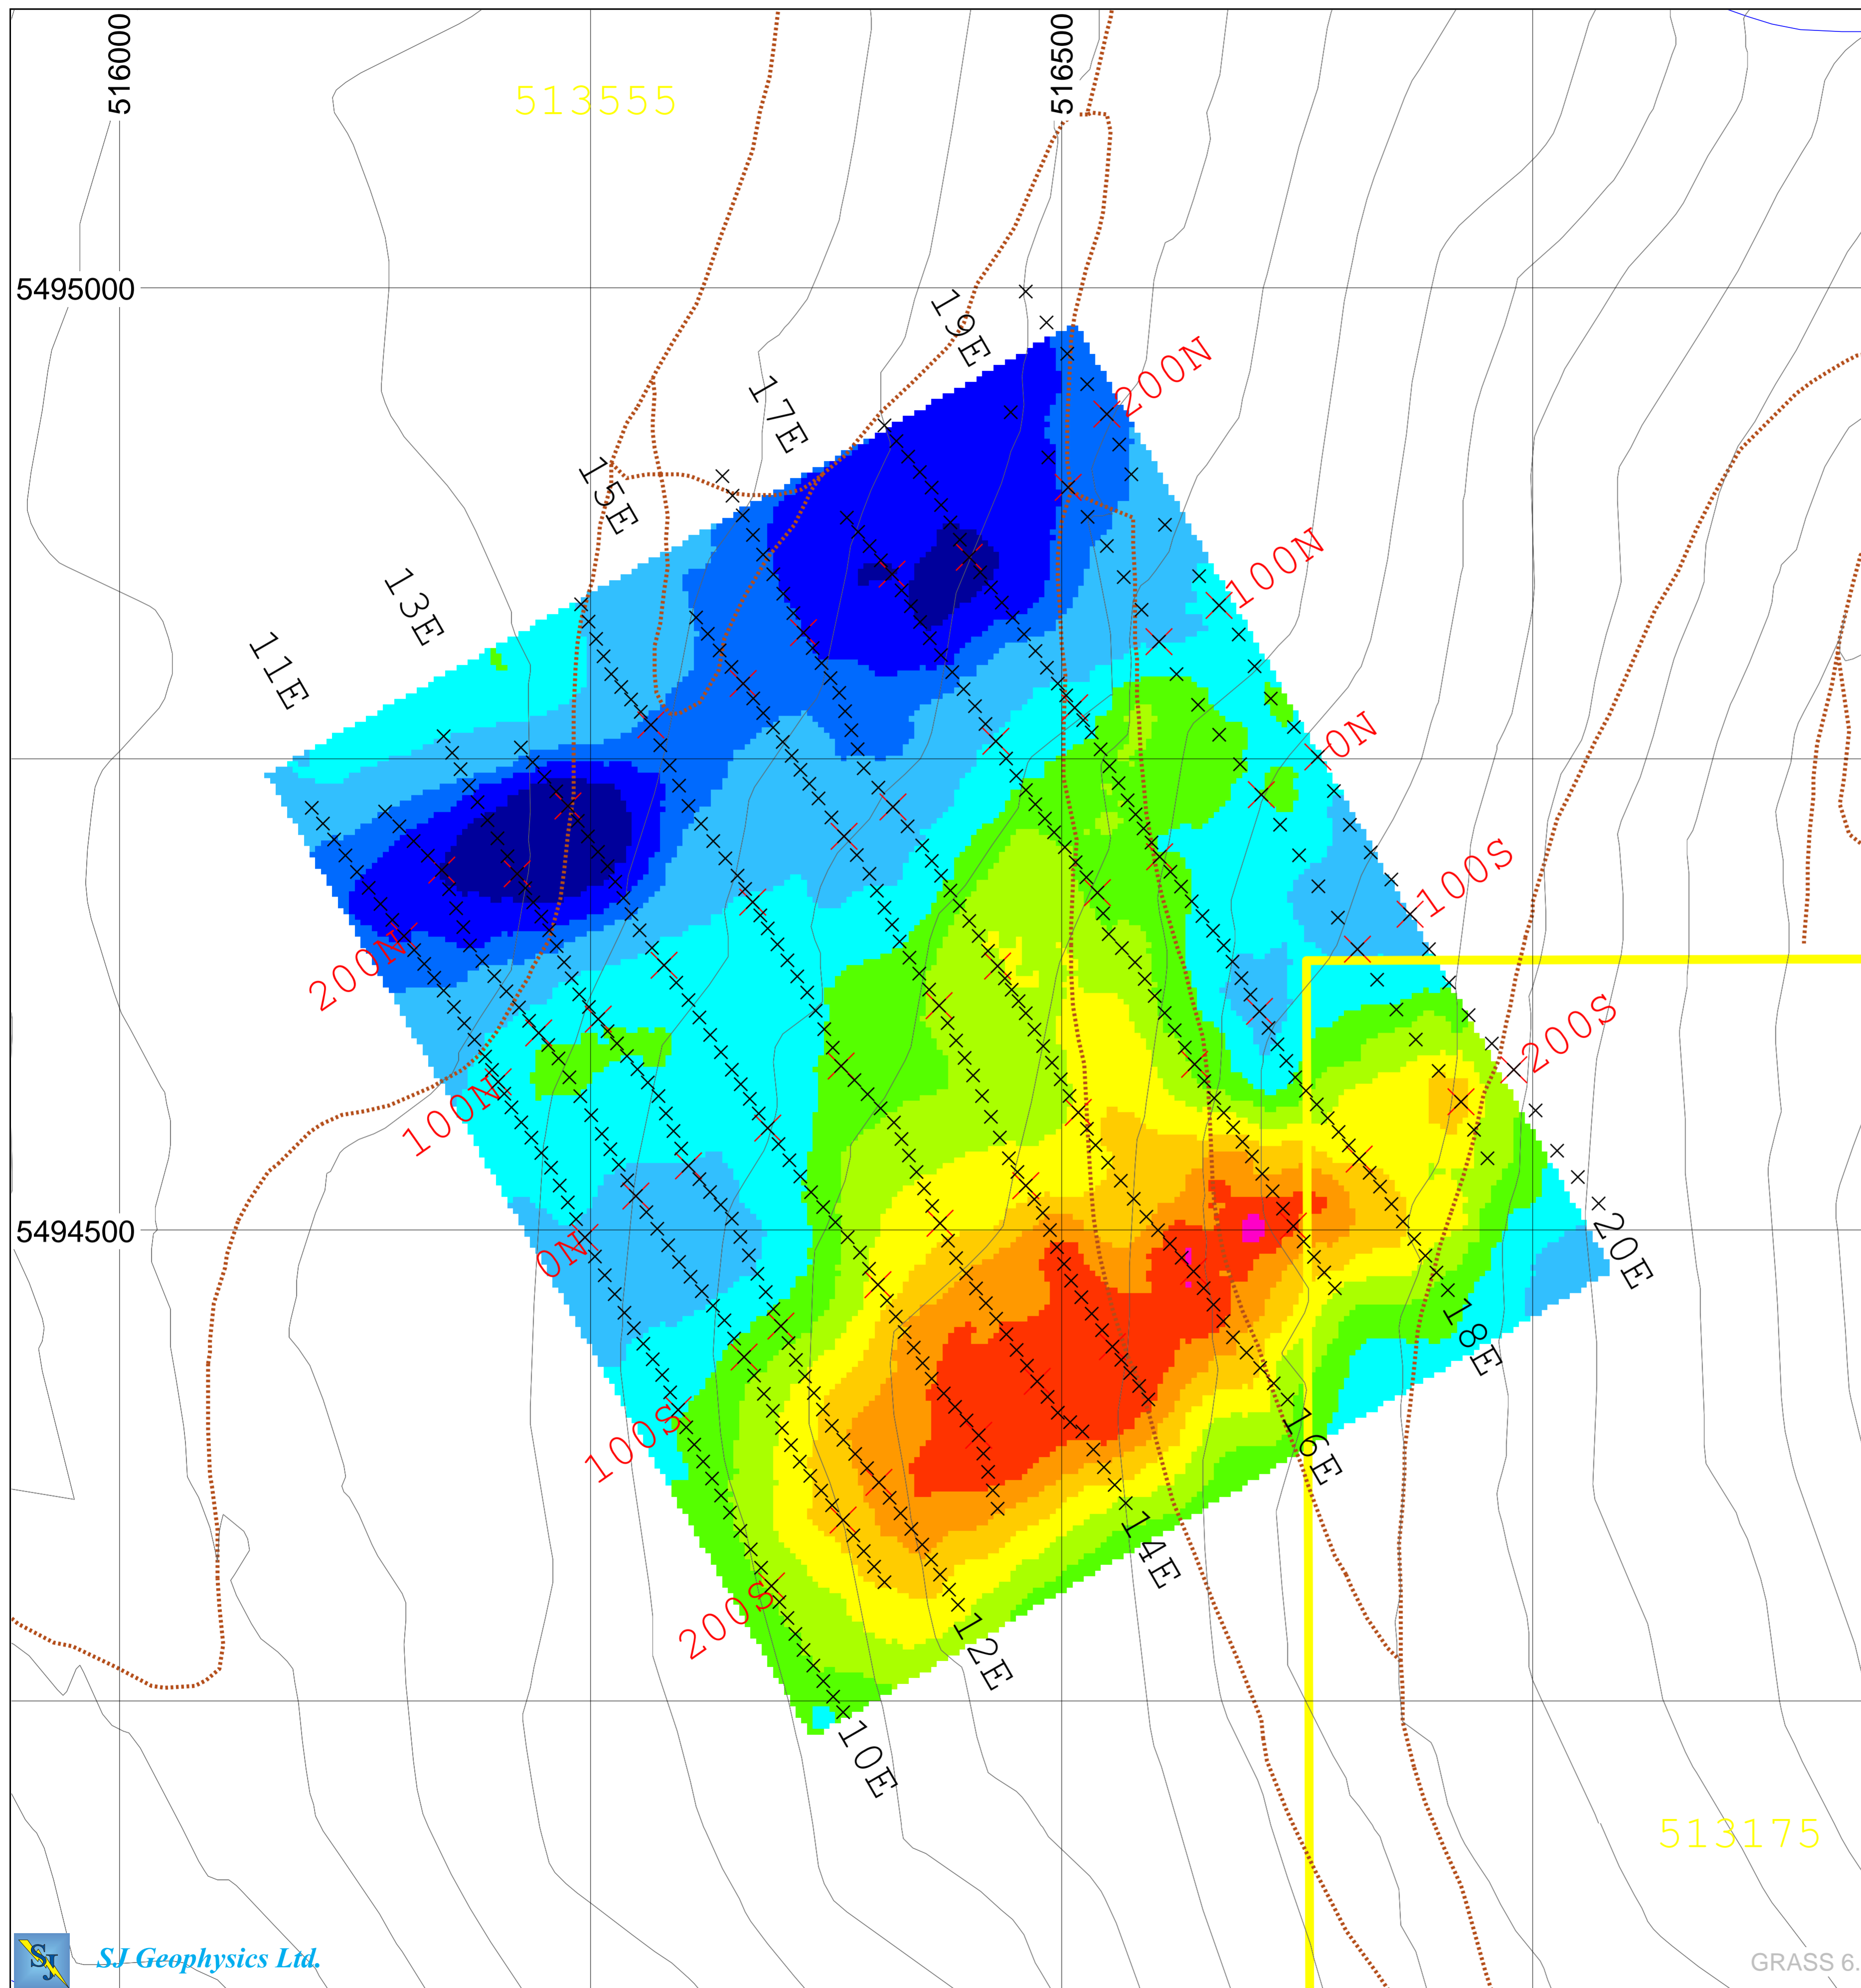 516000
516500
513555
5495000
19E
200N
17E
15E
100N
13E
11E
0N
100S
200N
200S
100N
5494500
0N
20E
18E
100S
16E
14E
200S
12E
10E
513175
SJ
SJ Geophysics Ltd.
GRASS 6.